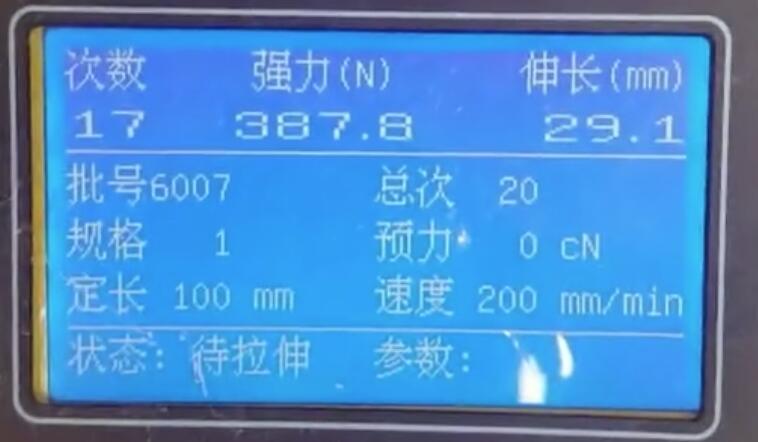 次数 强力(N) 伸长(mm)
17 387.8 29.1
批号6007 总次 20
规格 1 预力 0 cN
定长 100 mm 速度 200 mm/min
状态: 待拉伸 参数: